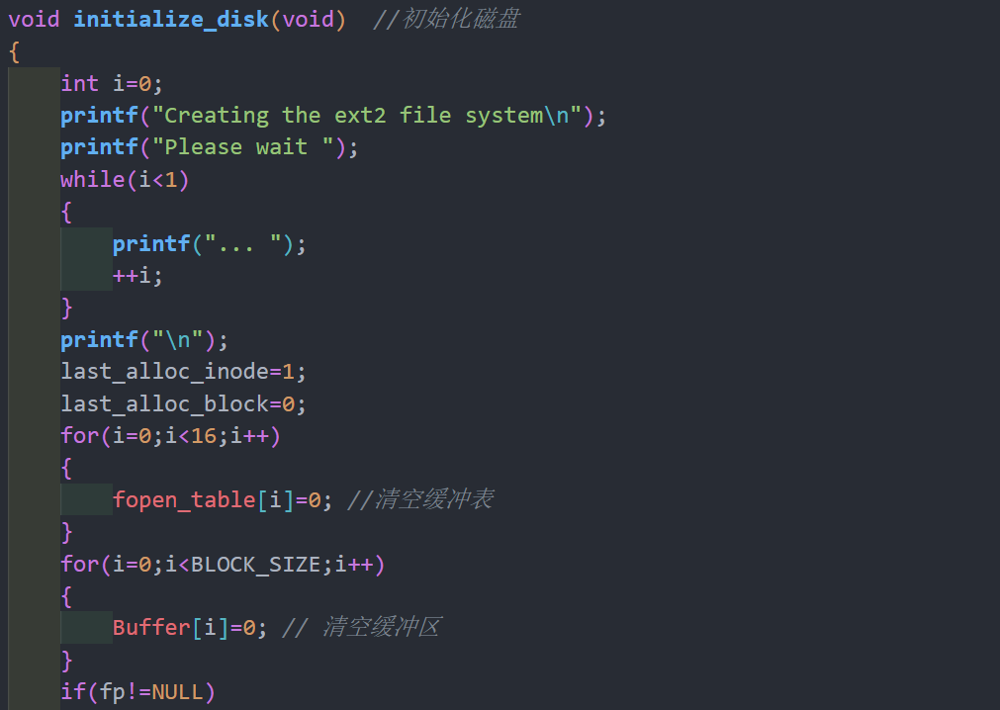 void initialize_disk(void)  //初始化磁盘
{
    int i=0;
    printf("Creating the ext2 file system\n");
    printf("Please wait ");
    while(i<1)
    {
        printf("... ");
        ++i;
    }
    printf("\n");
    last_alloc_inode=1;
    last_alloc_block=0;
    for(i=0;i<16;i++)
    {
        fopen_table[i]=0; //清空缓冲表
    }
    for(i=0;i<BLOCK_SIZE;i++)
    {
        Buffer[i]=0; // 清空缓冲区
    }
    if(fp!=NULL)